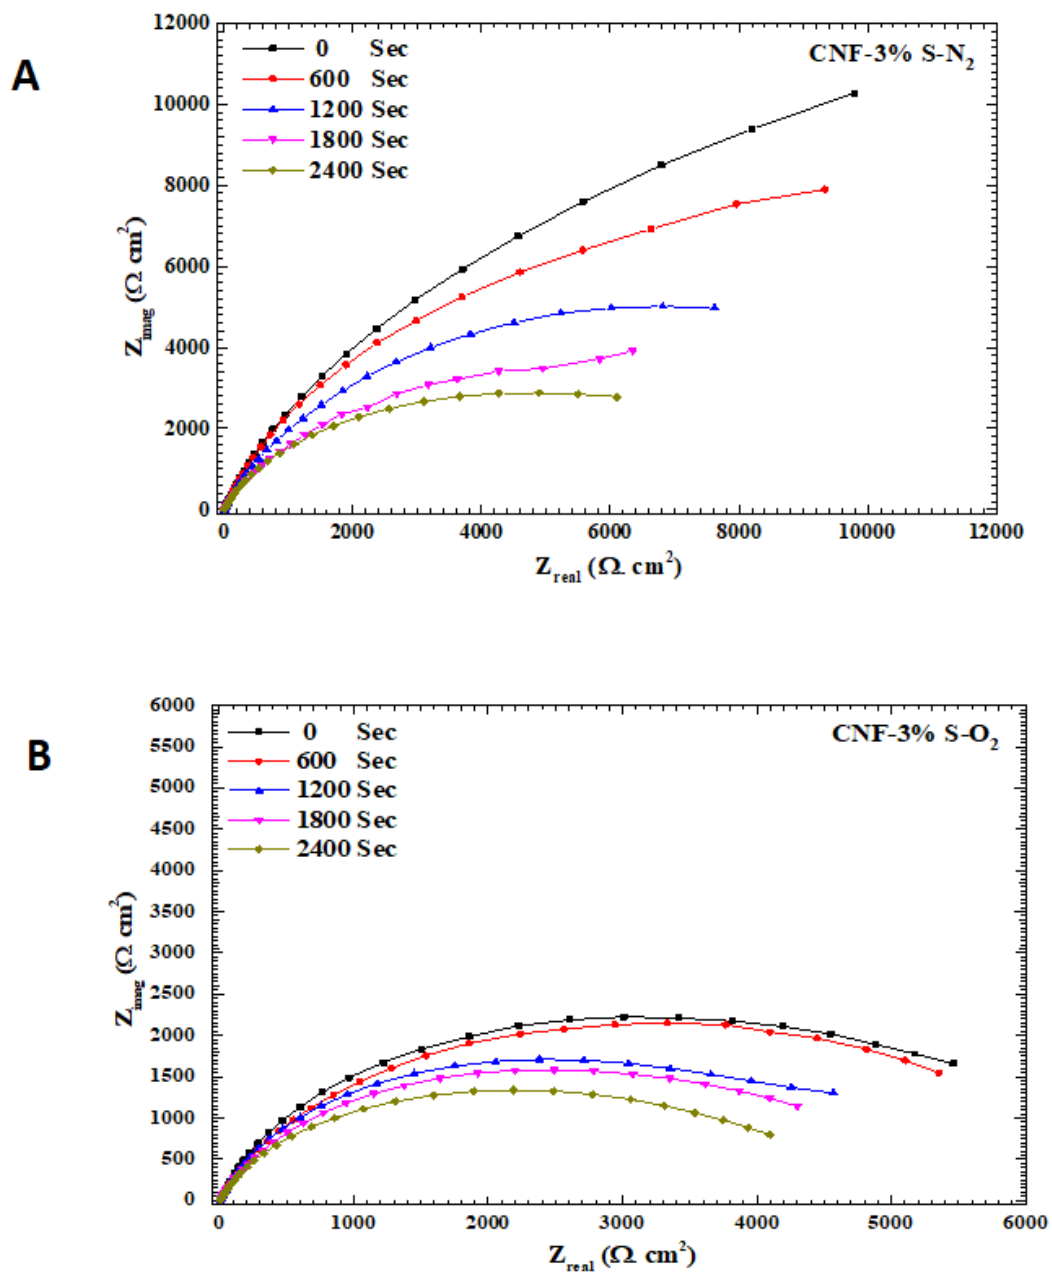 A
CNF-3% S-N2
0 Sec
600 Sec
1200 Sec
1800 Sec
2400 Sec
12000
10000
8000
6000
4000
2000
0
Zimag (Ω. cm2)
0 2000 4000 6000 8000 10000 12000
Zreal (Ω. cm2)
B
CNF-3% S-O2
0 Sec
600 Sec
1200 Sec
1800 Sec
2400 Sec
6000
5500
5000
4500
4000
3500
3000
2500
2000
1500
1000
500
0
Zimag (Ω. cm2)
0 1000 2000 3000 4000 5000 6000
Zreal (Ω. cm2)